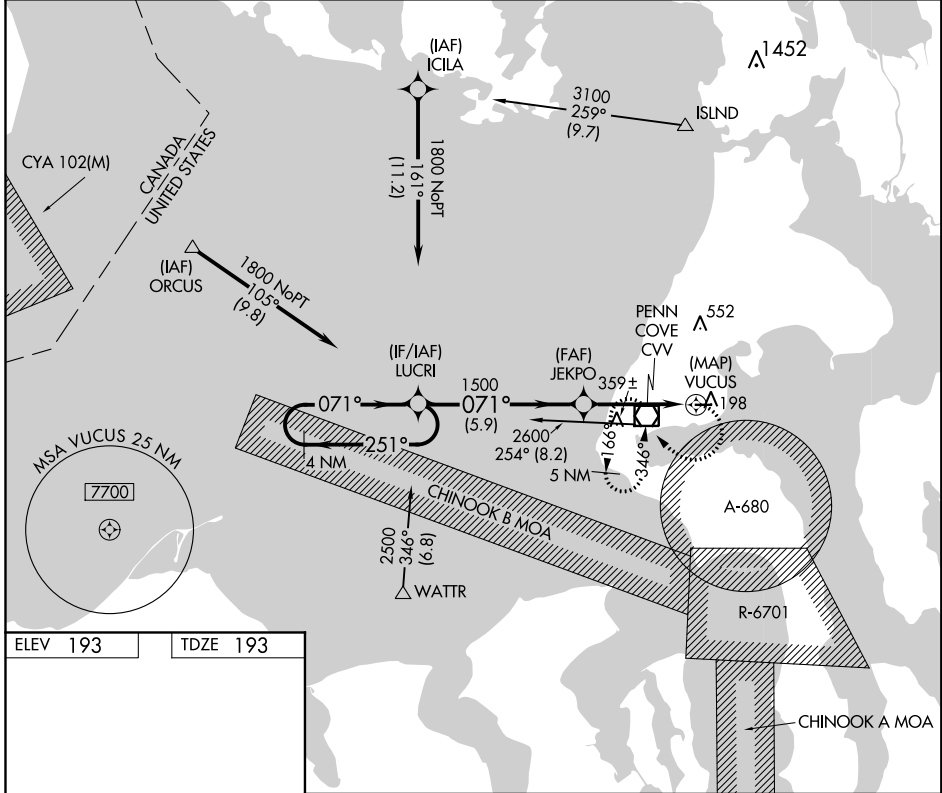 (IAF)
ICILA
1452
3100
259°
(9.7)
ISLND
CYA 102(M)
CANADA
UNITED STATES
1800 NoPT
161°
(11.2)
(IAF)
ORCUS
1800 NoPT
105°
(9.8)
PENN
COVE
CVV
552
(IF/IAF)
LUCRI
(FAF)
JEKPO
359±
(MAP)
VUCUS
198
071°
1500
071°
(5.9)
2600
254° (8.2)
166°
346°
251°
4 NM
5 NM
MSA VUCUS 25 NM
7700
CHINOOK B MOA
A-680
2500
346°
(6.8)
WATTR
R-6701
ELEV 193
TDZE 193
CHINOOK A MOA